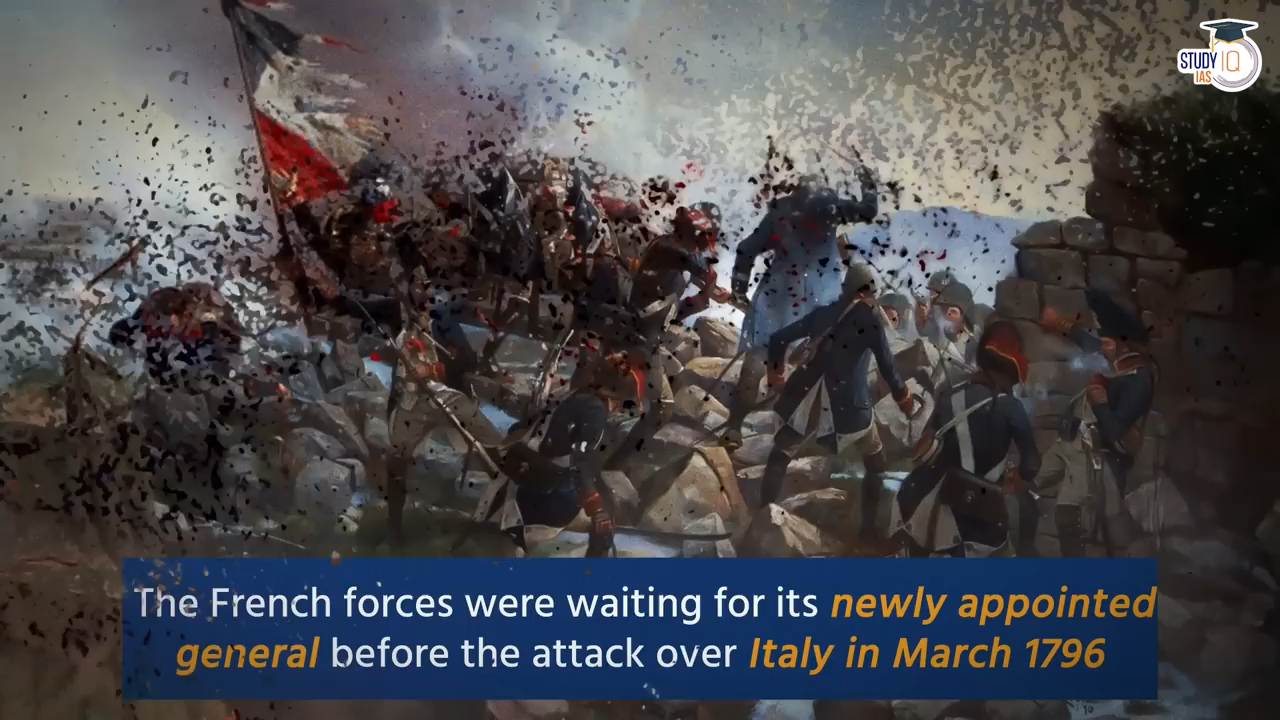 STUDY IQ
IAS
The French forces were waiting for its newly appointed
general before the attack over Italy in March 1796